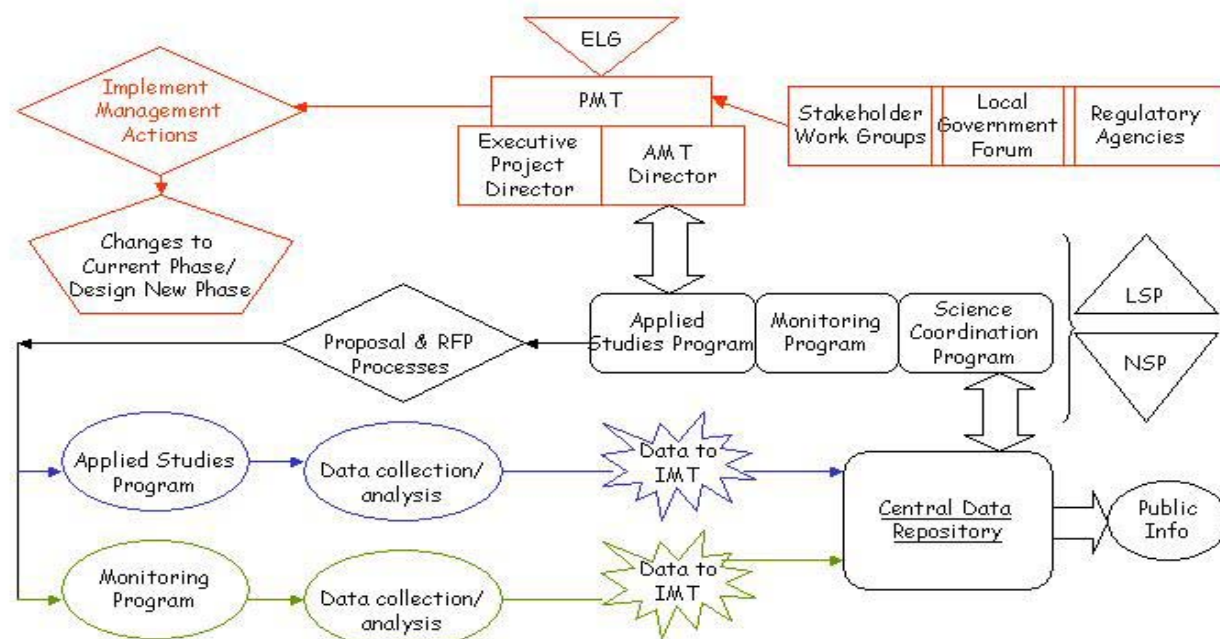 ELG
Implement
Management
Actions
PMT
Executive
Project
Director
AMT
Director
Stakeholder
Work Groups
Local
Government
Forum
Regulatory
Agencies
Changes to
Current Phase/
Design New Phase
Proposal & RFP
Processes
Applied
Studies Program
Monitoring
Program
Science
Coordination
Program
LSP
NSP
Applied Studies
Program
Data collection/
analysis
Data to
IMT
Central Data
Repository
Public
Info
Monitoring
Program
Data collection/
analysis
Data to
IMT